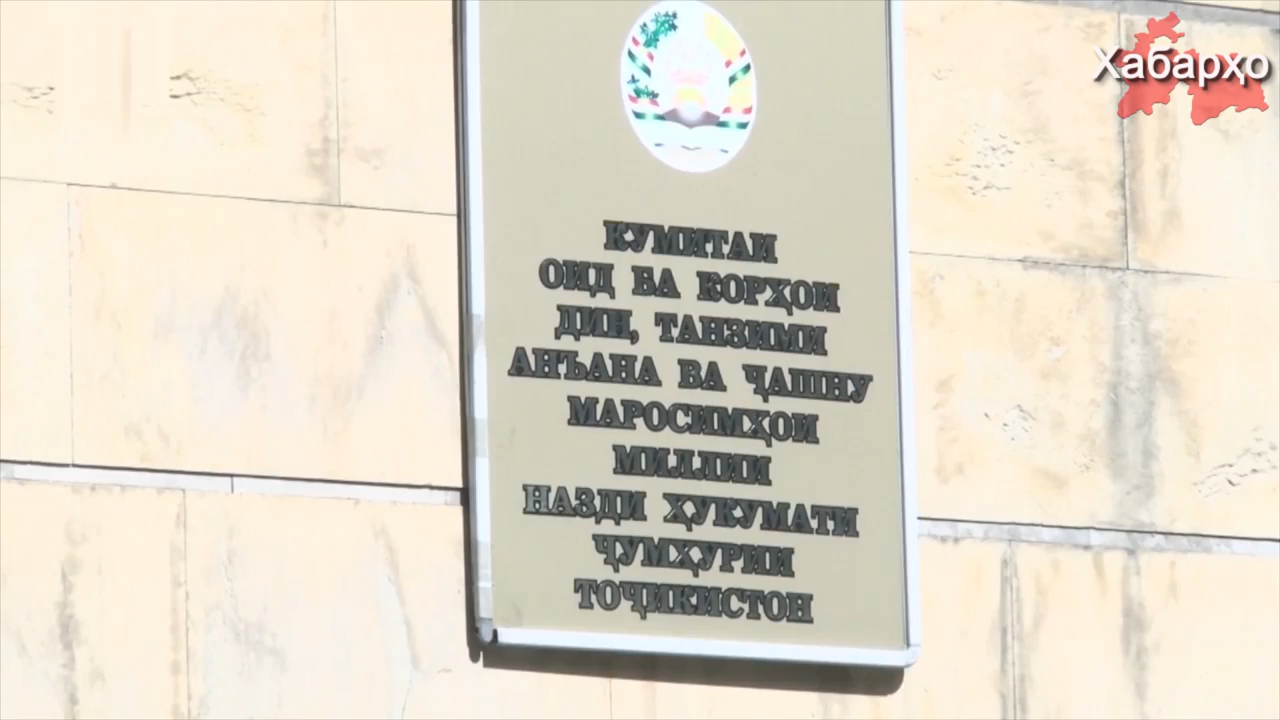 Хабарҳо
КУМИТАИ
ОИД БА КОРҲОИ
ДИН, ТАНЗИМИ
АНЪАНА ВА ҶАШНУ
МАРОСИМҲОИ
МИЛЛИИ
НАЗДИ ҲУКУМАТИ
ҶУМҲУРИИ
ТОҶИКИСТОН